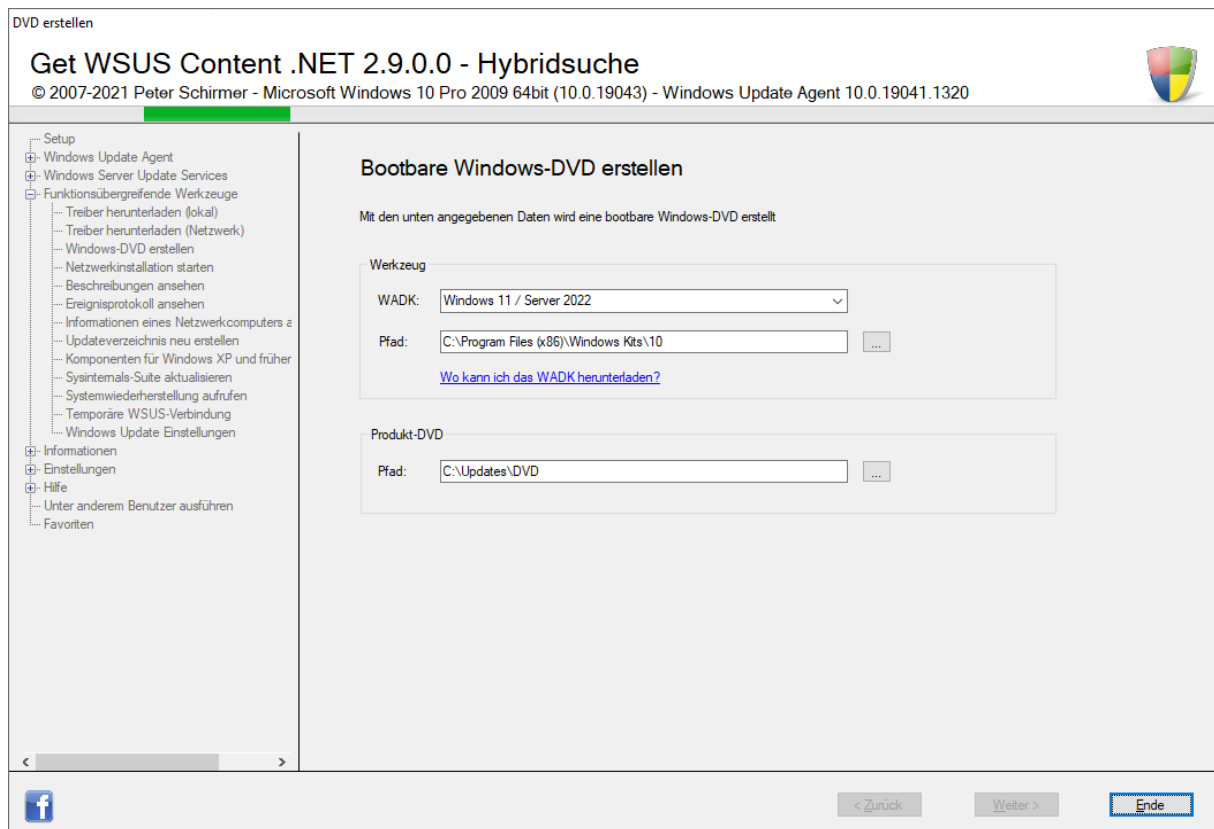 DVD erstellen
Get WSUS Content .NET 2.9.0.0 - Hybridsuche
© 2007-2021 Peter Schirmer - Microsoft Windows 10 Pro 2009 64bit (10.0.19043) - Windows Update Agent 10.0.19041.1320
Setup
Windows Update Agent
Windows Server Update Services
Funktionsübergreifende Werkzeuge
Treiber herunterladen (lokal)
Treiber herunterladen (Netzwerk)
Windows-DVD erstellen
Netzwerkinstallation starten
Beschreibungen ansehen
Ereignisprotokoll ansehen
Informationen eines Netzwerkcomputers a
Updateverzeichnis neu erstellen
Komponenten für Windows XP und früher
Sysinternals-Suite aktualisieren
Systemwiederherstellung aufrufen
Temporäre WSUS-Verbindung
Windows Update Einstellungen
Informationen
Einstellungen
Hilfe
Unter anderem Benutzer ausführen
Favoriten
Bootbare Windows-DVD erstellen
Mit den unten angegebenen Daten wird eine bootbare Windows-DVD erstellt
Werkzeug
WADK: Windows 11 / Server 2022
Pfad: C:\Program Files (x86)\Windows Kits\10 ...
Wo kann ich das WADK herunterladen?
Produkt-DVD
Pfad: C:\Updates\DVD ...
f
< Zurück Weiter > Ende